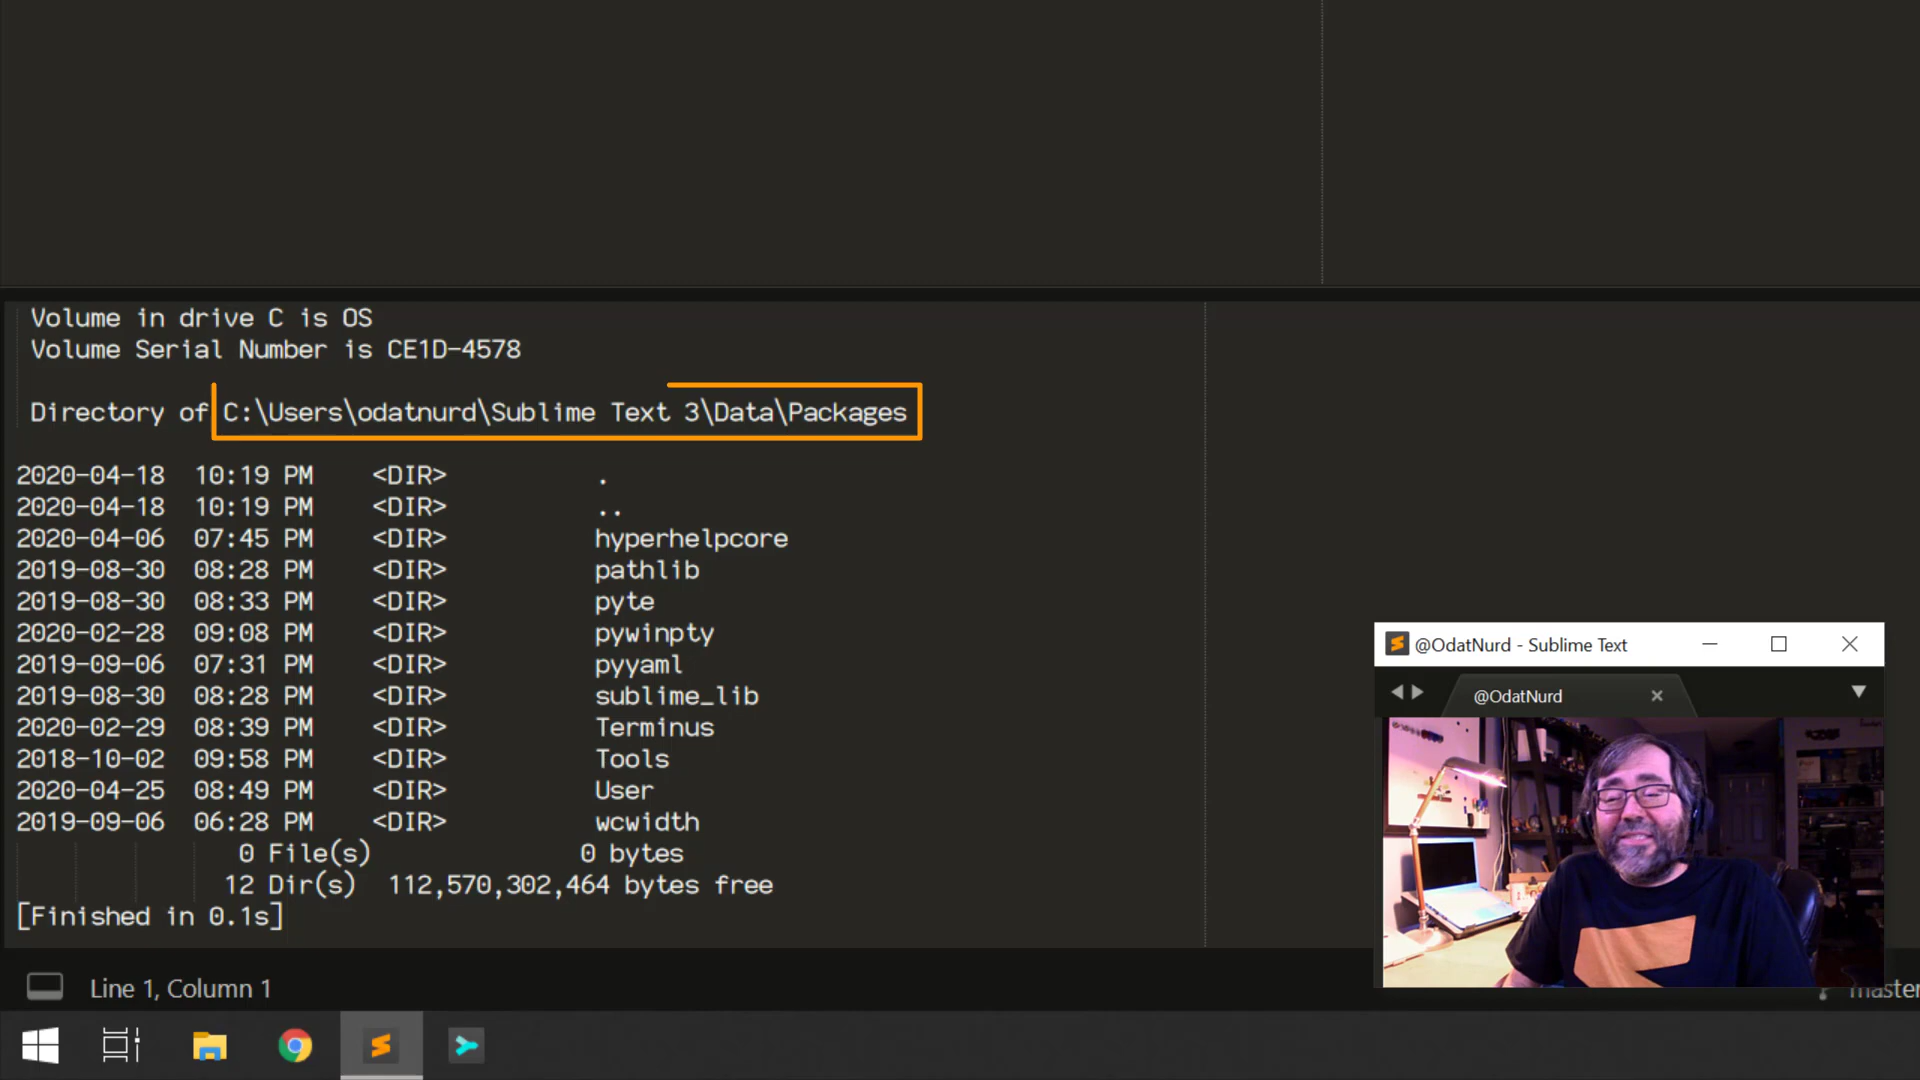 Volume in drive C is OS
Volume Serial Number is CE1D-4578
Directory of C:\Users\odatnurd\Sublime Text 3\Data\Packages
2020-04-18 10:19 PM <DIR> .
2020-04-18 10:19 PM <DIR> ..
2020-04-06 07:45 PM <DIR> hyperhelpcore
2019-08-30 08:28 PM <DIR> pathlib
2019-08-30 08:33 PM <DIR> pyte
2020-02-28 09:08 PM <DIR> pywinpty
2019-09-06 07:31 PM <DIR> pyyaml
2019-08-30 08:28 PM <DIR> sublime_lib
2020-02-29 08:39 PM <DIR> Terminus
2018-10-02 09:58 PM <DIR> Tools
2020-04-25 08:49 PM <DIR> User
2019-09-06 06:28 PM <DIR> wcwidth
0 File(s) 0 bytes
12 Dir(s) 112,570,302,464 bytes free
[Finished in 0.1s]
@OdatNurd - Sublime Text
@OdatNurd
Line 1, Column 1
master